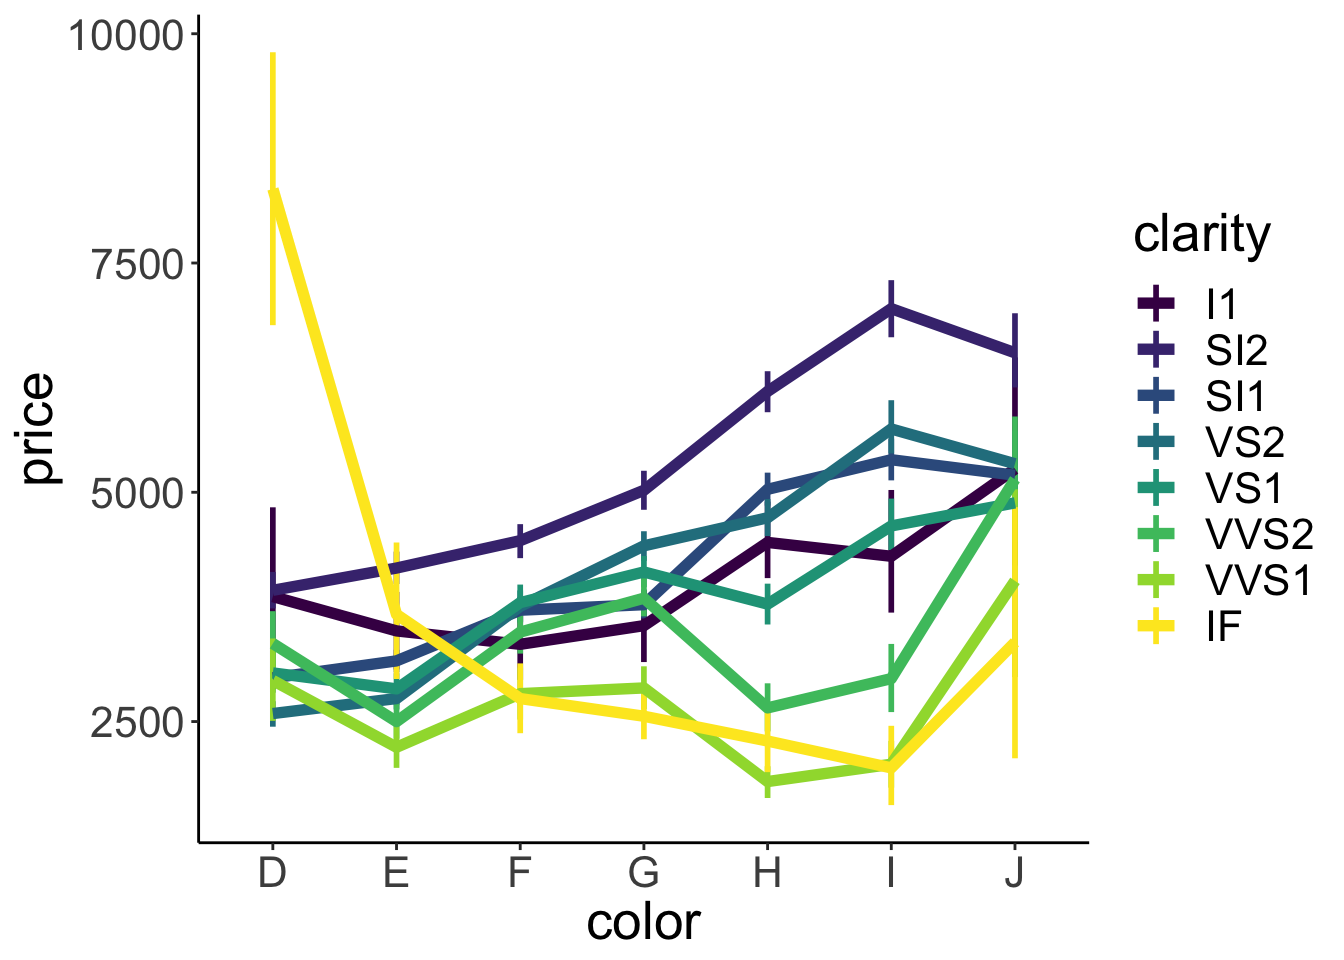 10000
7500
5000
2500
price
D E F G H I J
color
clarity
I1
SI2
SI1
VS2
VS1
VVS2
VVS1
IF